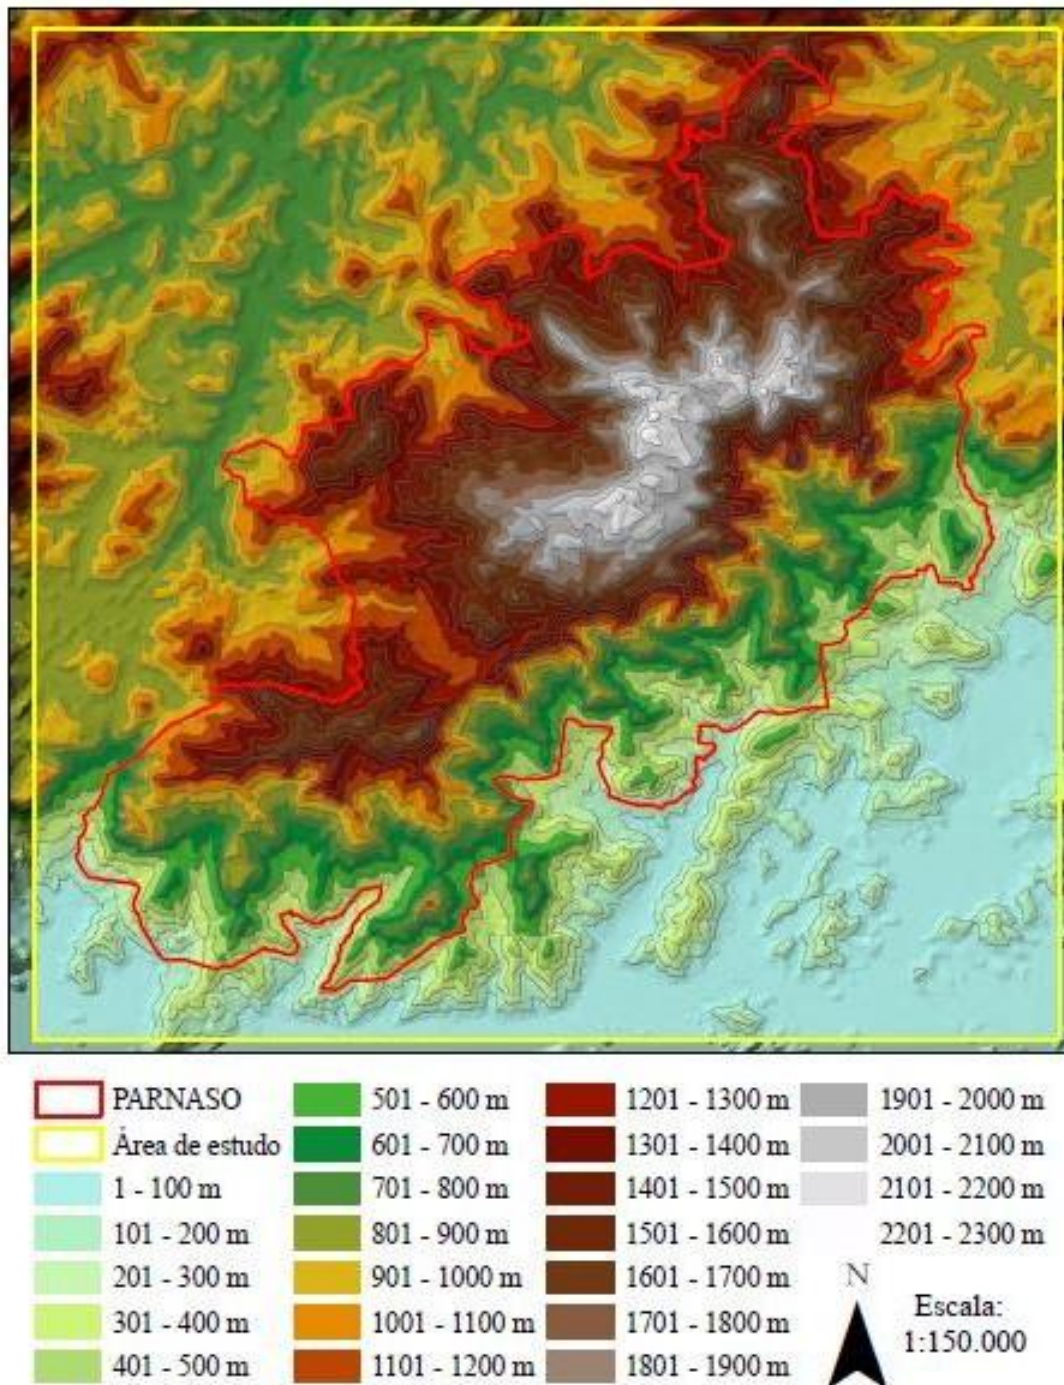 PARNASO
Área de estudo
1 - 100 m
101 - 200 m
201 - 300 m
301 - 400 m
401 - 500 m
501 - 600 m
601 - 700 m
701 - 800 m
801 - 900 m
901 - 1000 m
1001 - 1100 m
1101 - 1200 m
1201 - 1300 m
1301 - 1400 m
1401 - 1500 m
1501 - 1600 m
1601 - 1700 m
1701 - 1800 m
1801 - 1900 m
1901 - 2000 m
2001 - 2100 m
2101 - 2200 m
2201 - 2300 m
N
Escala:
1:150.000